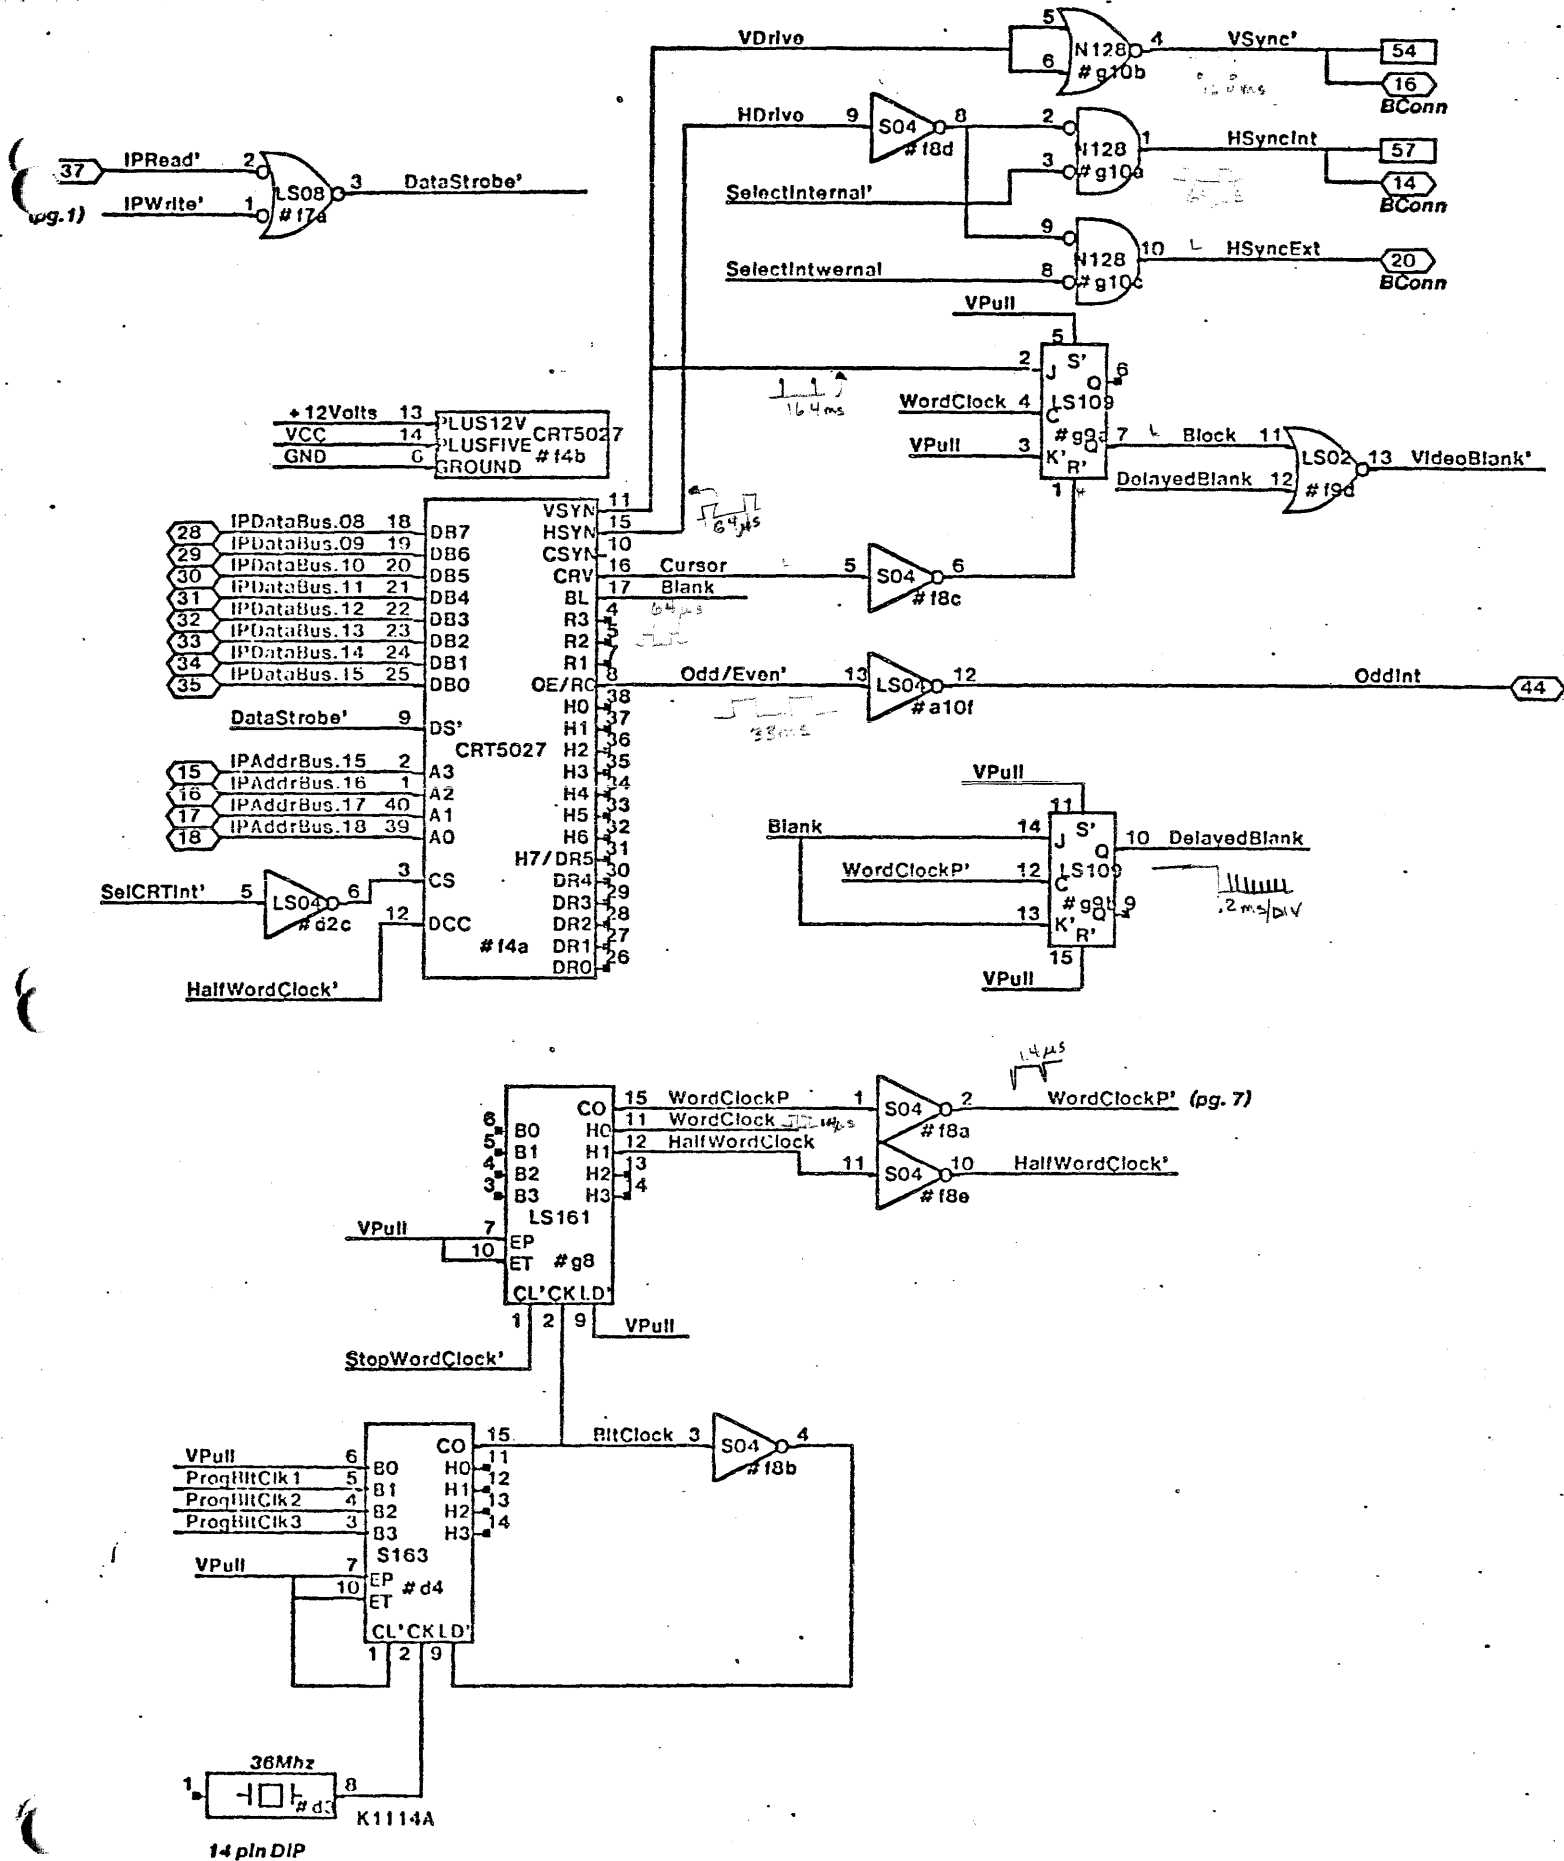 VDrive 5 6 N128 #g10b 4 VSync' 54
16 BConn
HDrive 9 S04 #f8d 8 2 3 N128 #g10a 1 HSyncInt 57
14 BConn
SelectInternal'
37 IPRead' 2 LS08 #f7a 3 DataStrobe'
(pg.1) IPWrite' 1
9 8 N128 #g10c 10 L HSyncExt 20
BConn
SelectIntwernal
VPull
5
2 J S' Q 6
16.4ms
WordClock 4 C LS109
#g9a Q 7 L Block 11
VPull 3 K' R'
1
DelayedBlank 12 LS02 #f9d 13 VideoBlank'
+12Volts 13 PLUS12V CRT5027
VCC 14 PLUSFIVE #f4b
GND 6 GROUND
VSYN 11
HSYN 15
64µs
CSYN 10
CRV 16 Cursor 5 S04 #f8c 6
BL 17 Blank
64µs
28 IPDataBus.08 18 DB7
29 IPDataBus.09 19 DB6
30 IPDataBus.10 20 DB5
31 IPDataBus.11 21 DB4
32 IPDataBus.12 22 DB3
33 IPDataBus.13 23 DB2
34 IPDataBus.14 24 DB1
35 IPDataBus.15 25 DB0
R3 4
R2 5
R1 7
OE/R0 8 Odd/Even' 13 LS04 #a10f 12 OddInt 44
33ms
H0 38
H1 37
H2 36
H3 35
H4 34
H5 33
H6 32
H7/DR5 31
DR4 30
DR3 29
DR2 28
DR1 27
DR0 26
DataStrobe' 9 DS'
CRT5027
15 IPAddrBus.15 2 A3
16 IPAddrBus.16 1 A2
17 IPAddrBus.17 40 A1
18 IPAddrBus.18 39 A0
SelCRTInt' 5 LS04 #d2c 6 3 CS
12 DCC
#f4a
HalfWordClock'
VPull
11
Blank 14 J S' Q 10 DelayedBlank
WordClockP' 12 C LS109
#g9b Q 9
.2ms/DIV
13 K' R'
15
VPull
1.4µs
CO 15 WordClockP 1 S04 #f8a 2 WordClockP' (pg. 7)
6 B0 H0 11 WordClock
5 B1 H1 12 HalfWordClock 11 S04 #f8e 10 HalfWordClock'
4 B2 H2 13
3 B3 H3 14
LS161
VPull 7 EP
10 ET #g8
CL' CK LD'
1 2 9
VPull
StopWordClock'
CO 15 BitClock 3 S04 #f8b 4
VPull 6 B0 H0 11
ProgBitClk1 5 B1 H1 12
ProgBitClk2 4 B2 H2 13
ProgBitClk3 3 B3 H3 14
S163
VPull 7 EP #d4
10 ET
CL' CK LD'
1 2 9
36Mhz
1 #d3 8
K1114A
14 pin DIP